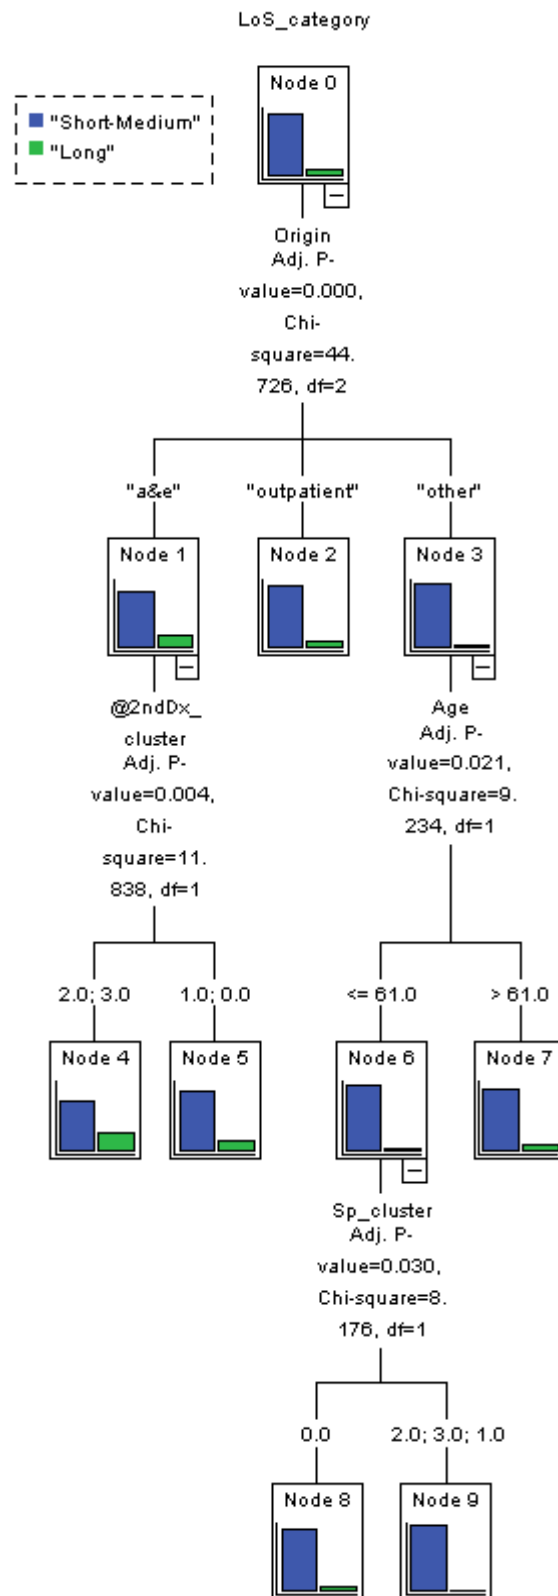 LoS_category
"Short-Medium"
"Long"
Node 0
Origin
Adj. P-
value=0.000,
Chi-
square=44.
726, df=2
"a&e"
"outpatient"
"other"
Node 1
Node 2
Node 3
@2ndDx_
cluster
Adj. P-
value=0.004,
Chi-
square=11.
838, df=1
Age
Adj. P-
value=0.021,
Chi-square=9.
234, df=1
2.0; 3.0
1.0; 0.0
<= 61.0
> 61.0
Node 4
Node 5
Node 6
Node 7
Sp_cluster
Adj. P-
value=0.030,
Chi-square=8.
176, df=1
0.0
2.0; 3.0; 1.0
Node 8
Node 9